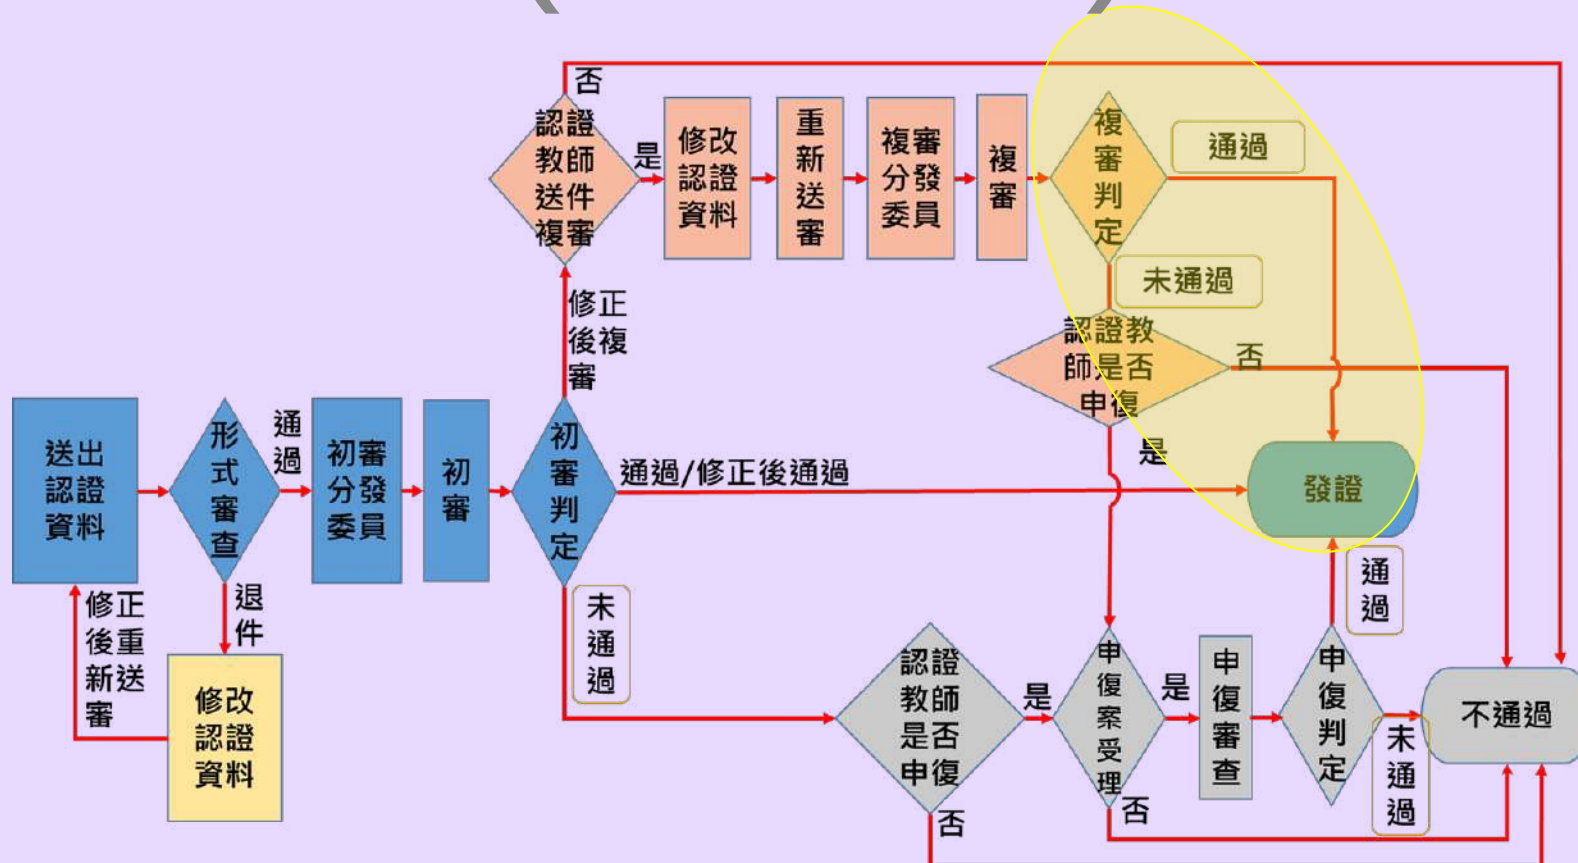 否
認證
教師
送件
複審
是
修改
認證
資料
重
新
送
審
複審
分發
委員
複
審
複
審
判
定
通過
未通過
認證教
師是否
申復
否
是
修正
後複
審
送出
認證
資料
形
式
審
查
通
過
初審
分發
委員
初
審
初
審
判
定
通過/修正後通過
發證
退
件
修正
後重
新送
審
修改
認證
資料
未
通
過
認證
教師
是否
申復
是
否
申
復
案
受
理
是
否
申
復
審
查
申
復
判
定
通
過
未
通
過
不通過